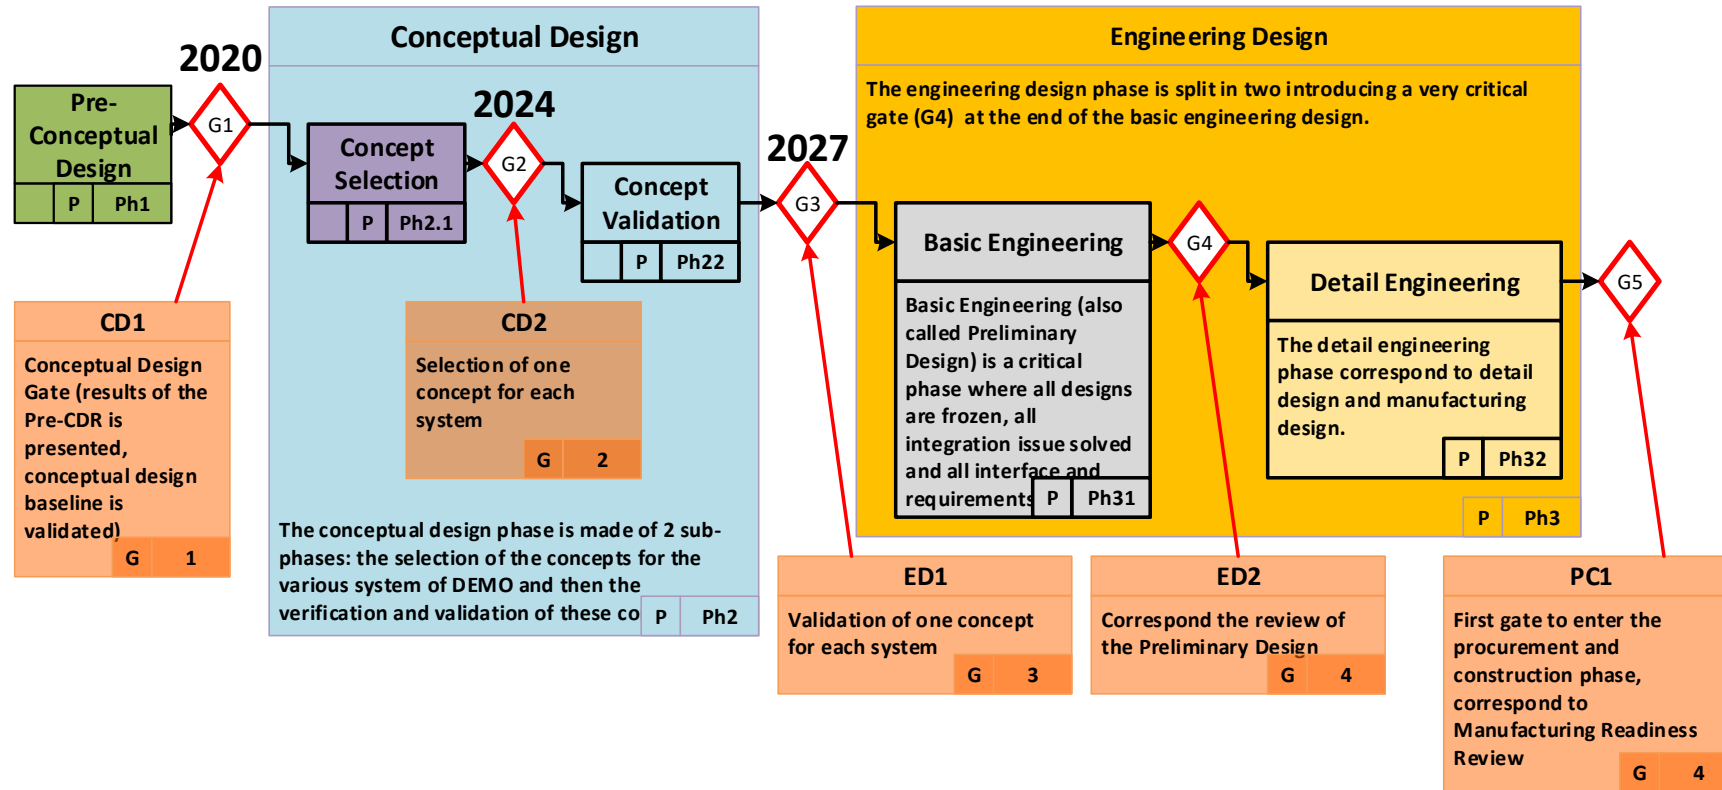 Conceptual Design
Engineering Design
2020
Pre-
Conceptual
Design
P Ph1
G1
2024
Concept
Selection
P Ph2.1
G2
Concept
Validation
P Ph22
2027
G3
The engineering design phase is split in two introducing a very critical
gate (G4) at the end of the basic engineering design.
Basic Engineering
Basic Engineering (also
called Preliminary
Design) is a critical
phase where all designs
are frozen, all
integration issue solved
and all interface and
requirements
P Ph31
G4
Detail Engineering
The detail engineering
phase correspond to detail
design and manufacturing
design.
P Ph32
P Ph3
G5
CD1
Conceptual Design
Gate (results of the
Pre-CDR is
presented,
conceptual design
baseline is
validated)
G 1
CD2
Selection of one
concept for each
system
G 2
The conceptual design phase is made of 2 sub-
phases: the selection of the concepts for the
various system of DEMO and then the
verification and validation of these co
P Ph2
ED1
Validation of one concept
for each system
G 3
ED2
Correspond the review of
the Preliminary Design
G 4
PC1
First gate to enter the
procurement and
construction phase,
correspond to
Manufacturing Readiness
Review
G 4